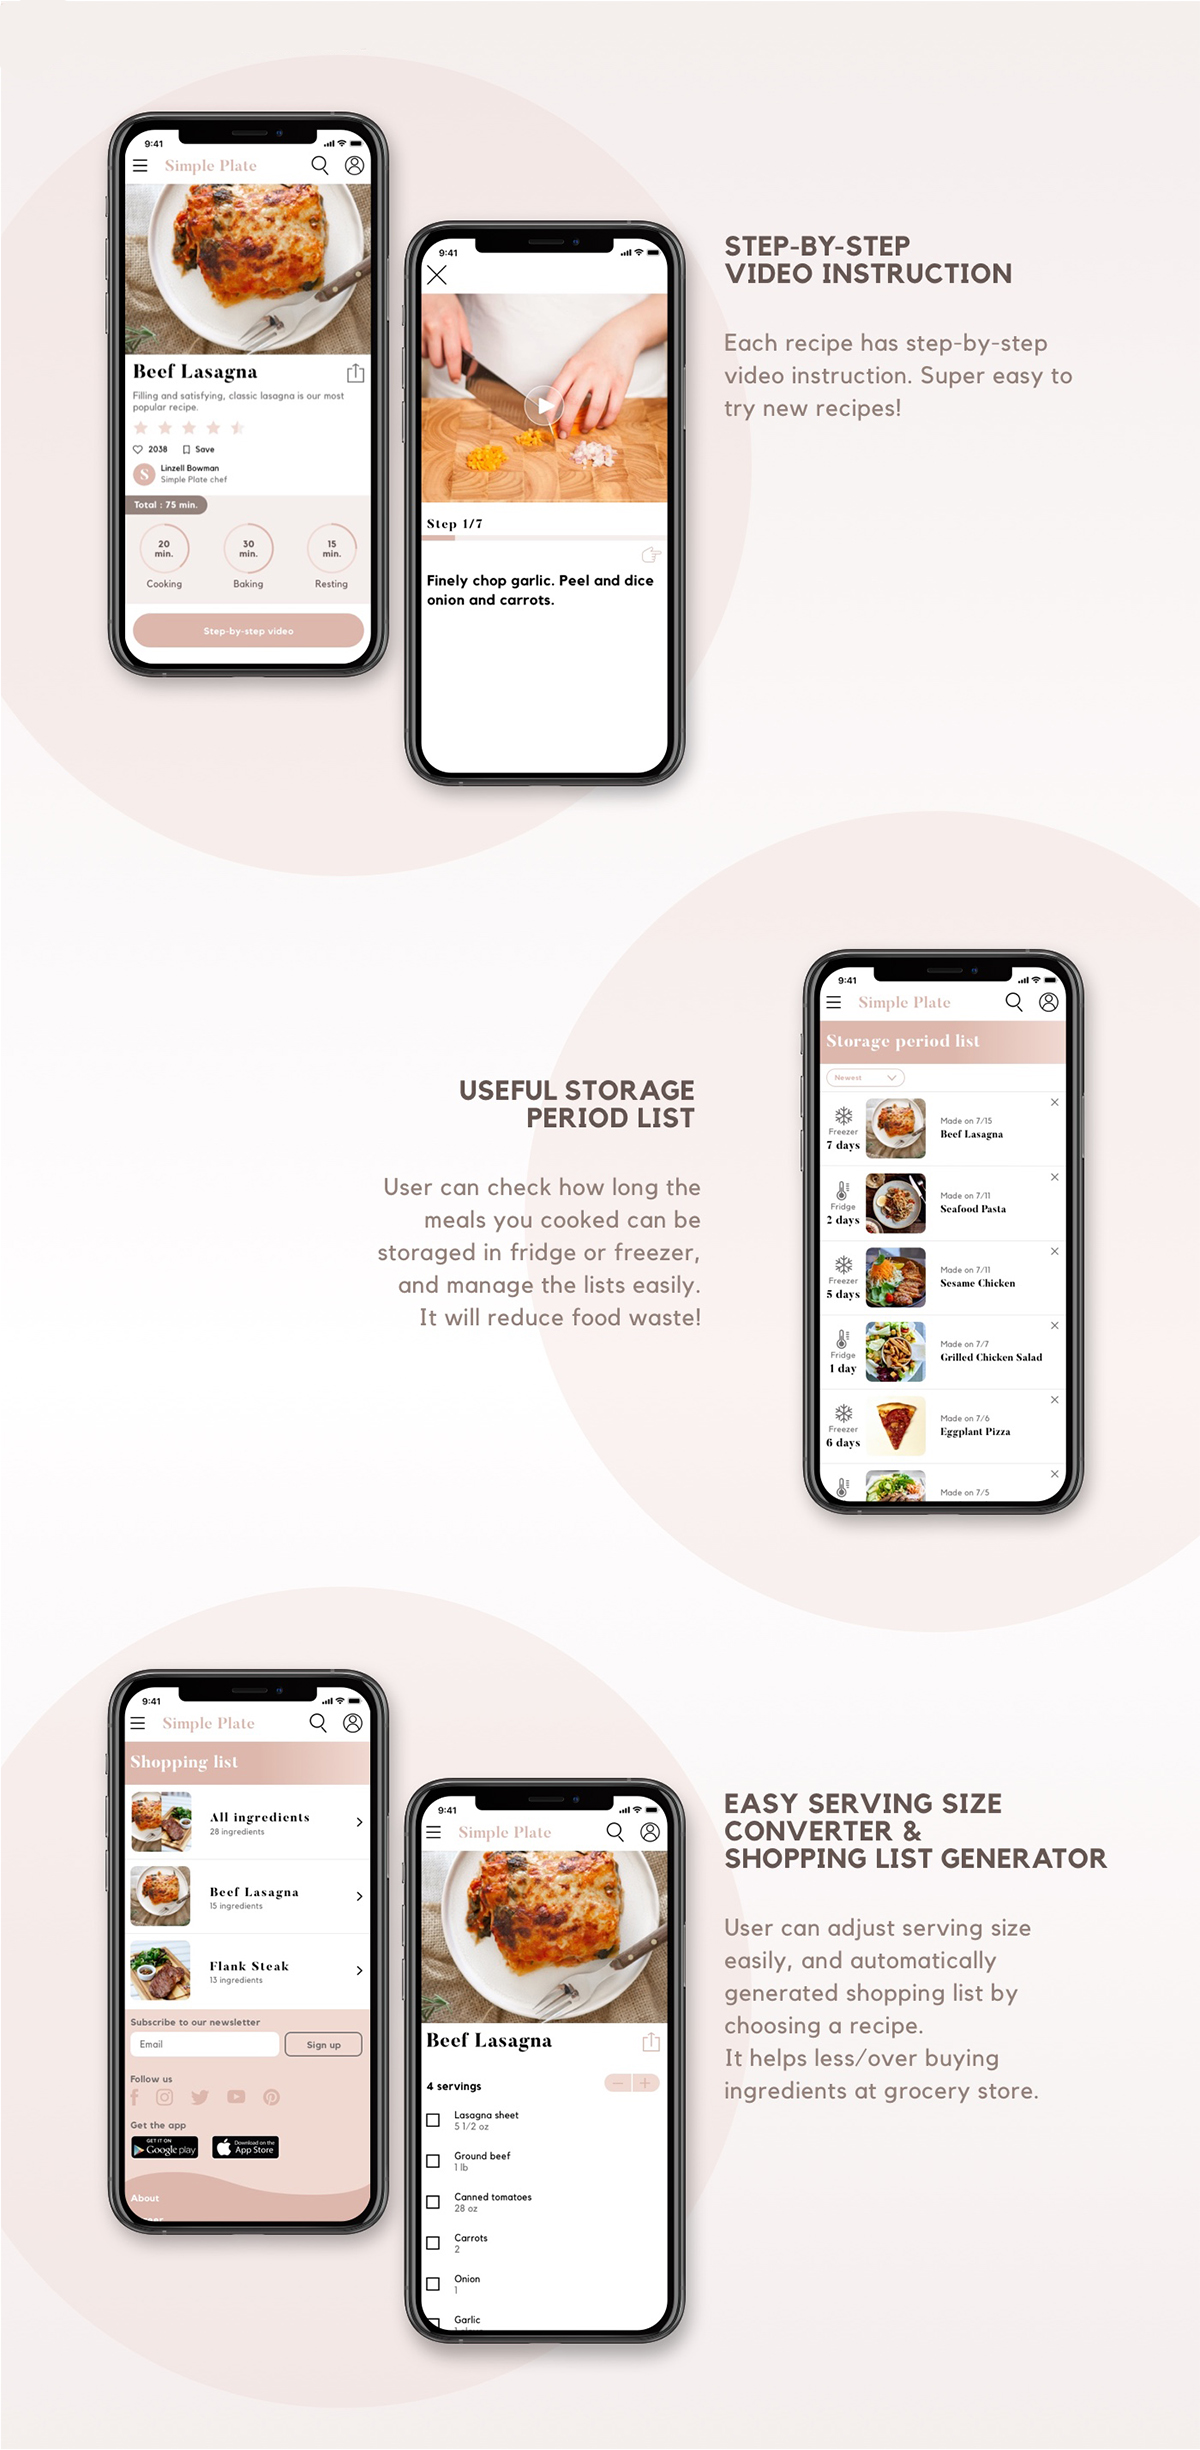 9:41
Simple Plate
Beef Lasagna
Filling and satisfying, classic lasagna is our most
popular recipe.
2038 Save
Linzell Bowman
S
Simple Plate chef
Total : 75 min.
20 min.
30 min.
15 min.
Cooking
Baking
Resting
Step-by-step video
9:41
Step 1/7
Finely chop garlic. Peel and dice
onion and carrots.
STEP-BY-STEP
VIDEO INSTRUCTION
Each recipe has step-by-step
video instruction. Super easy to
try new recipes!
USEFUL STORAGE
PERIOD LIST
User can check how long the
meals you cooked can be
storaged in fridge or freezer,
and manage the lists easily.
It will reduce food waste!
9:41
Simple Plate
Storage period list
Newest
Freezer
7 days
Made on 7/15
Beef Lasagna
Fridge
2 days
Made on 7/11
Seafood Pasta
Freezer
5 days
Made on 7/11
Sesame Chicken
Fridge
1 day
Made on 7/7
Grilled Chicken Salad
Freezer
6 days
Made on 7/6
Eggplant Pizza
Made on 7/5
9:41
Simple Plate
Shopping list
All ingredients
28 ingredients
Beef Lasagna
15 ingredients
Flank Steak
13 ingredients
Subscribe to our newsletter
Email
Sign up
Follow us
Get the app
GET IT ON
Google play
Download on the
App Store
About
9:41
Simple Plate
Beef Lasagna
4 servings
Lasagna sheet
5 1/2 oz
Ground beef
1 lb
Canned tomatoes
28 oz
Carrots
2
Onion
1
Garlic
EASY SERVING SIZE
CONVERTER &
SHOPPING LIST GENERATOR
User can adjust serving size
easily, and automatically
generated shopping list by
choosing a recipe.
It helps less/over buying
ingredients at grocery store.